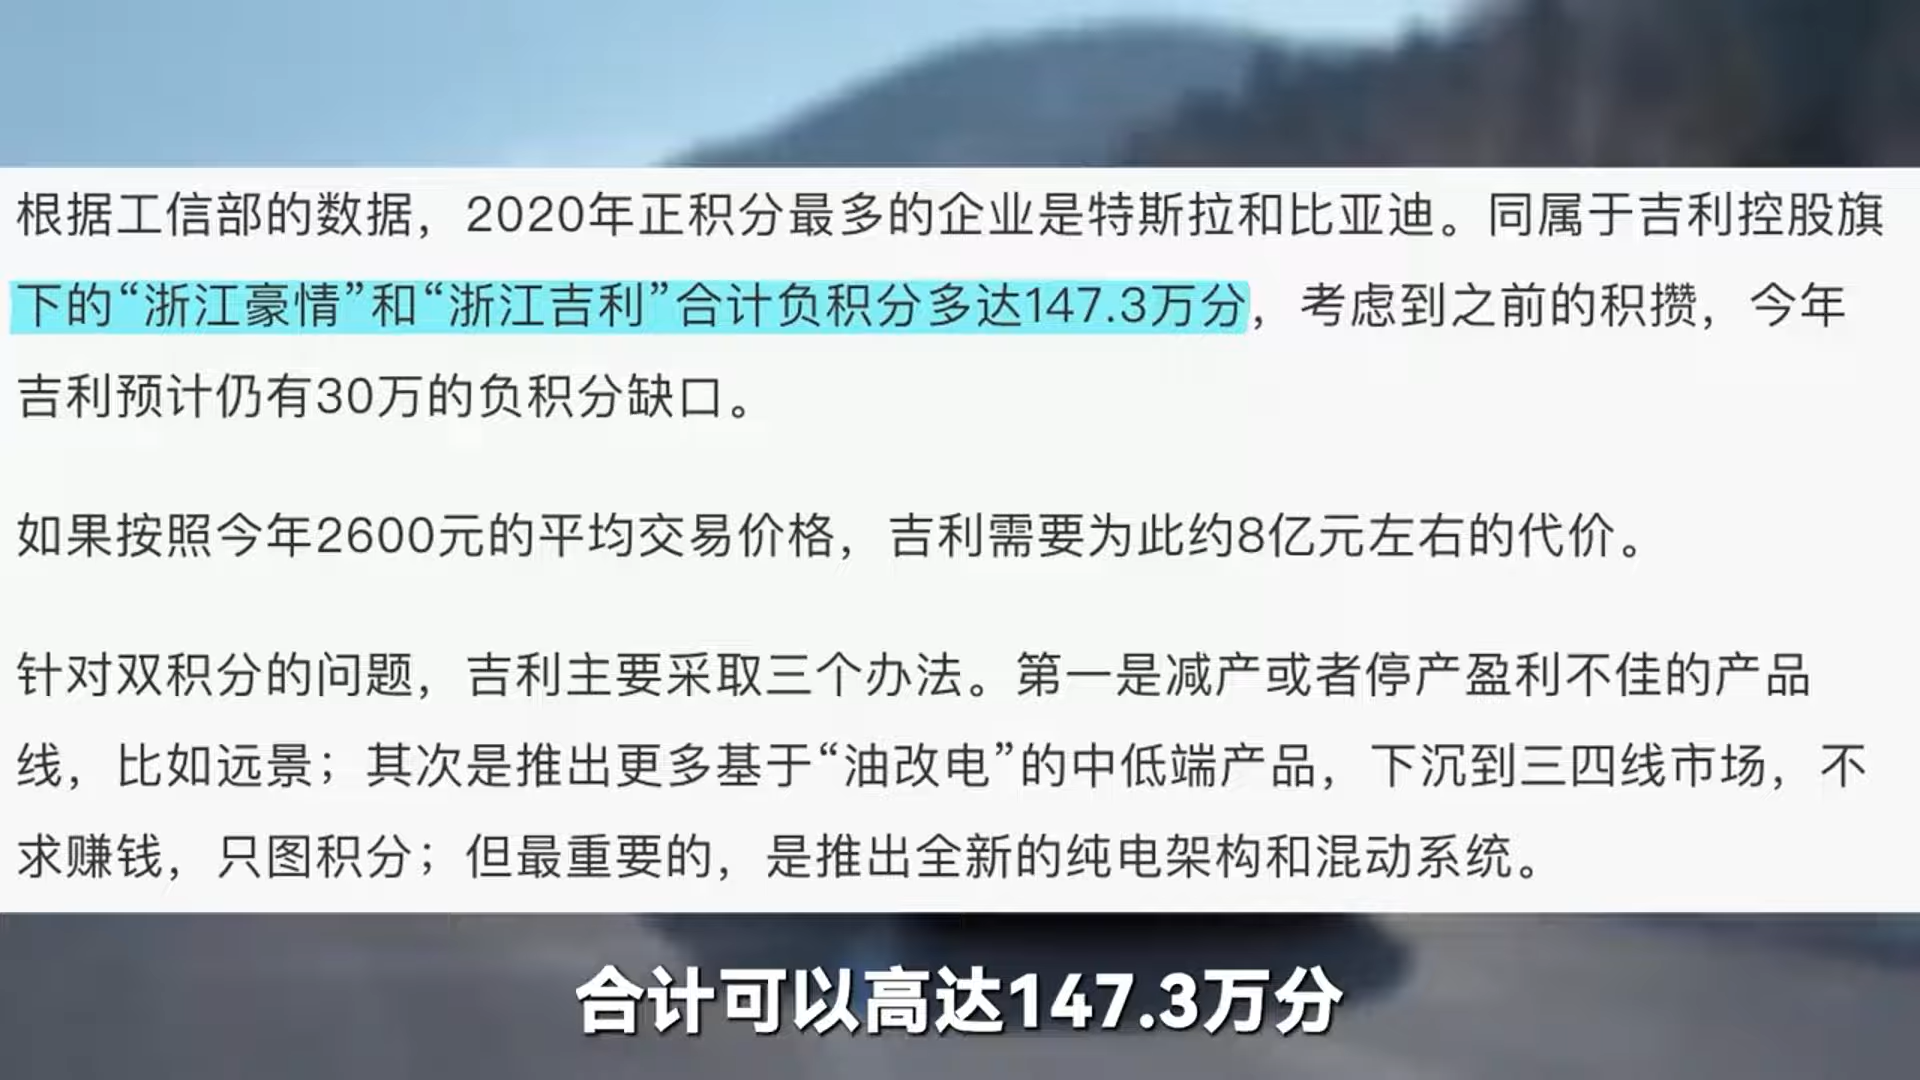 根据工信部的数据，2020年正积分最多的企业是特斯拉和比亚迪。同属于吉利控股旗
下的“浙江豪情”和“浙江吉利”合计负积分多达147.3万分，考虑到之前的积攒，今年
吉利预计仍有30万的负积分缺口。
如果按照今年2600元的平均交易价格，吉利需要为此约8亿元左右的代价。
针对双积分的问题，吉利主要采取三个办法。第一是减产或者停产盈利不佳的产品
线，比如远景；其次是推出更多基于“油改电”的中低端产品，下沉到三四线市场，不
求赚钱，只图积分；但最重要的，是推出全新的纯电架构和混动系统。
合计可以高达147.3万分